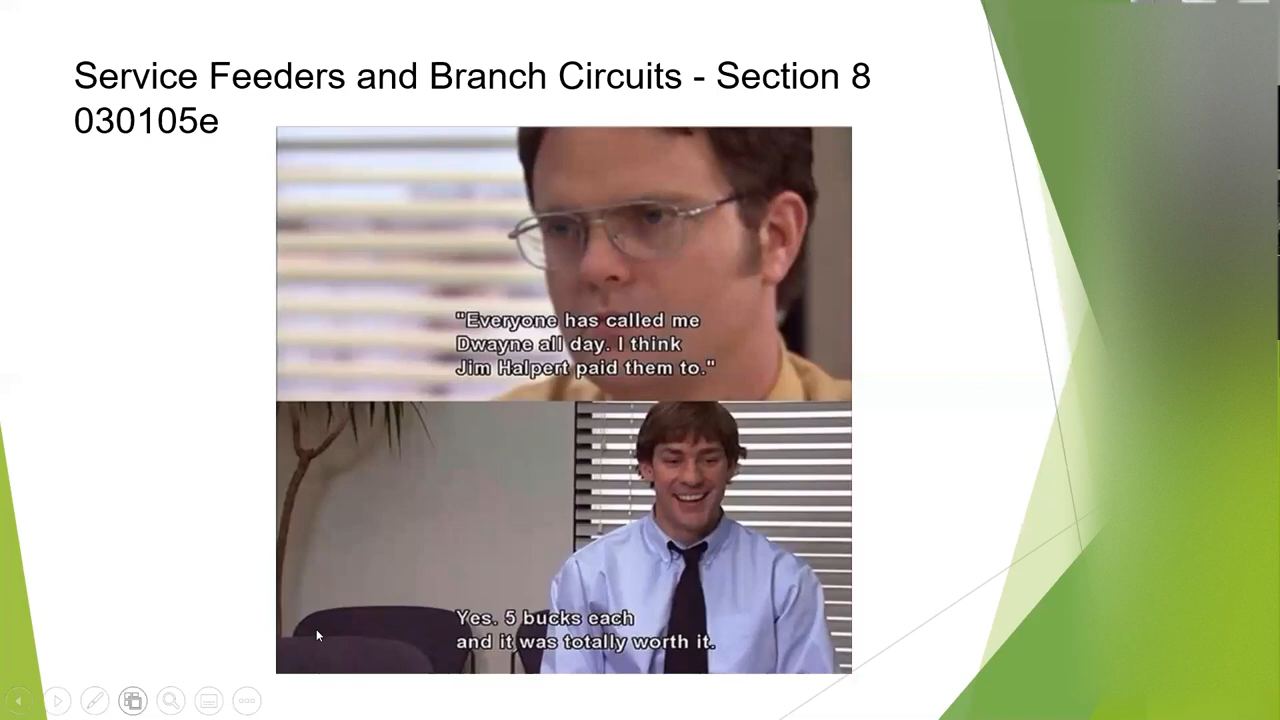 Service Feeders and Branch Circuits - Section 8
030105e
"Everyone has called me
Dwayne all day. I think
Jim Halpert paid them to."
Yes. 5 bucks each
and it was totally worth it.